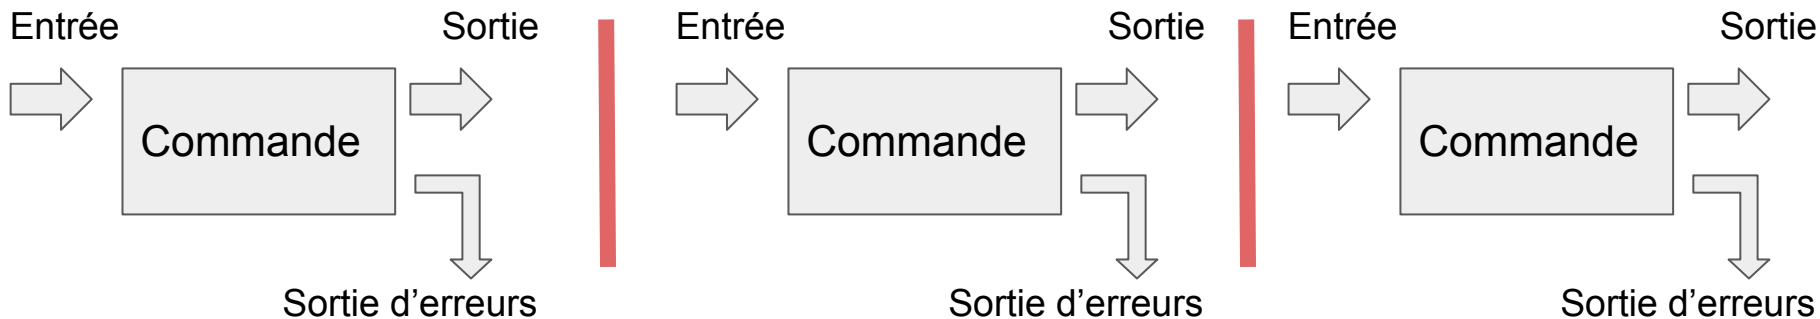 Entrée Sortie Entrée Sortie Entrée Sortie
Commande Commande Commande
Sortie d’erreurs Sortie d’erreurs Sortie d’erreurs